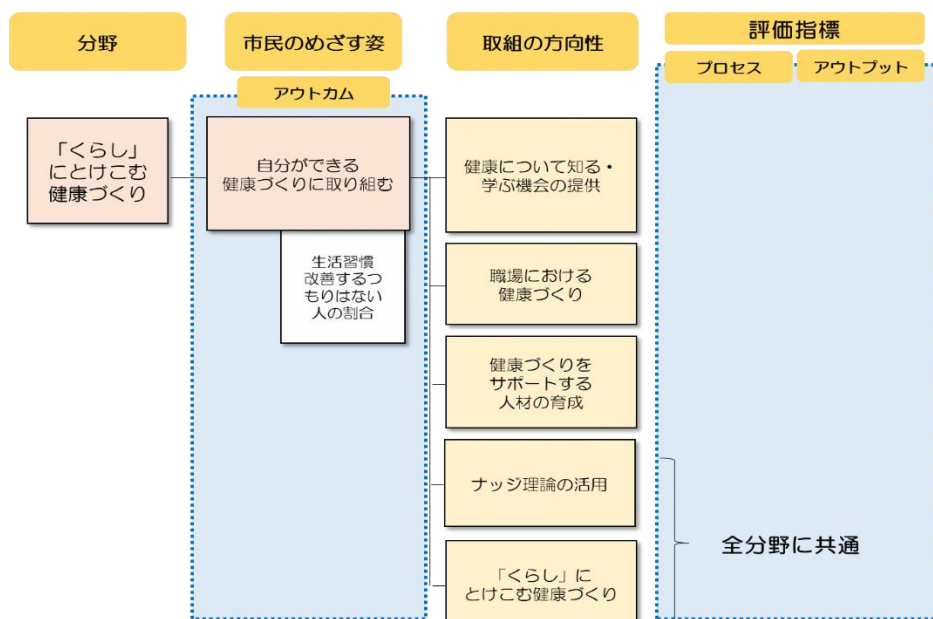 分野
市民のめざす姿
取組の方向性
評価指標
プロセス
アウトプット
アウトカム
「くらし」
にとけこむ
健康づくり
自分ができる
健康づくりに取り組む
生活習慣
改善するつ
もりはない
人の割合
健康について知る・
学ぶ機会の提供
職場における
健康づくり
健康づくりを
サポートする
人材の育成
ナッジ理論の活用
「くらし」に
とけこむ健康づくり
全分野に共通